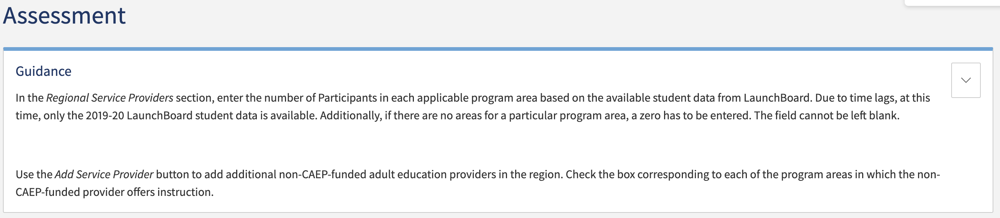 Assessment
Guidance
In the Regional Service Providers section, enter the number of Participants in each applicable program area based on the available student data from LaunchBoard. Due to time lags, at this
time, only the 2019-20 LaunchBoard student data is available. Additionally, if there are no areas for a particular program area, a zero has to be entered. The field cannot be left blank.
Use the Add Service Provider button to add additional non-CAEP-funded adult education providers in the region. Check the box corresponding to each of the program areas in which the non-
CAEP-funded provider offers instruction.